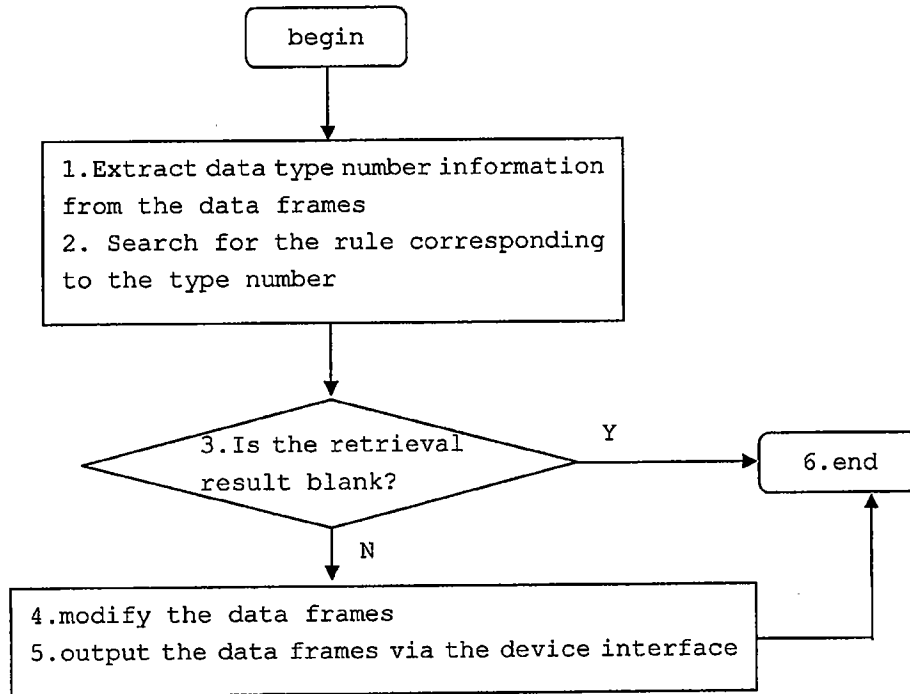 begin
1.Extract data type number information
from the data frames
2. Search for the rule corresponding
to the type number
3.Is the retrieval
result blank?
Y
6.end
N
4.modify the data frames
5.output the data frames via the device interface